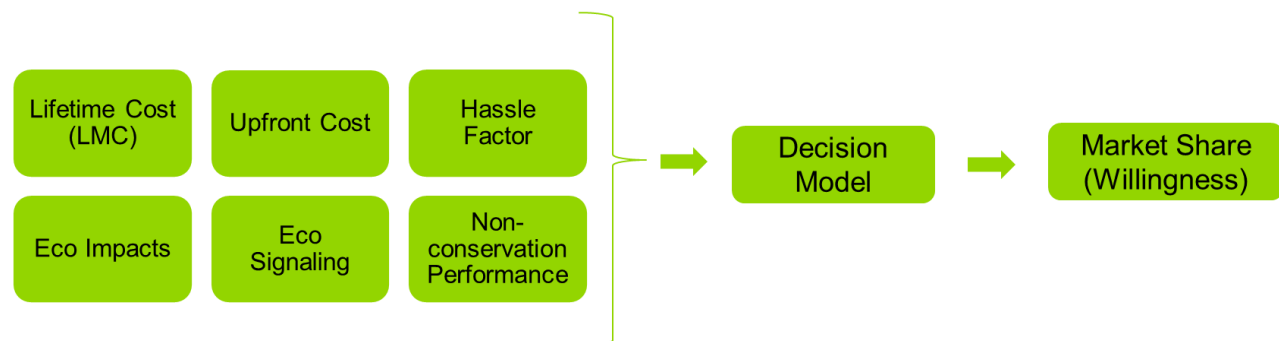 Lifetime Cost
(LMC)
Upfront Cost
Hassle
Factor
Eco Impacts
Eco
Signaling
Non-
conservation
Performance
Decision
Model
Market Share
(Willingness)